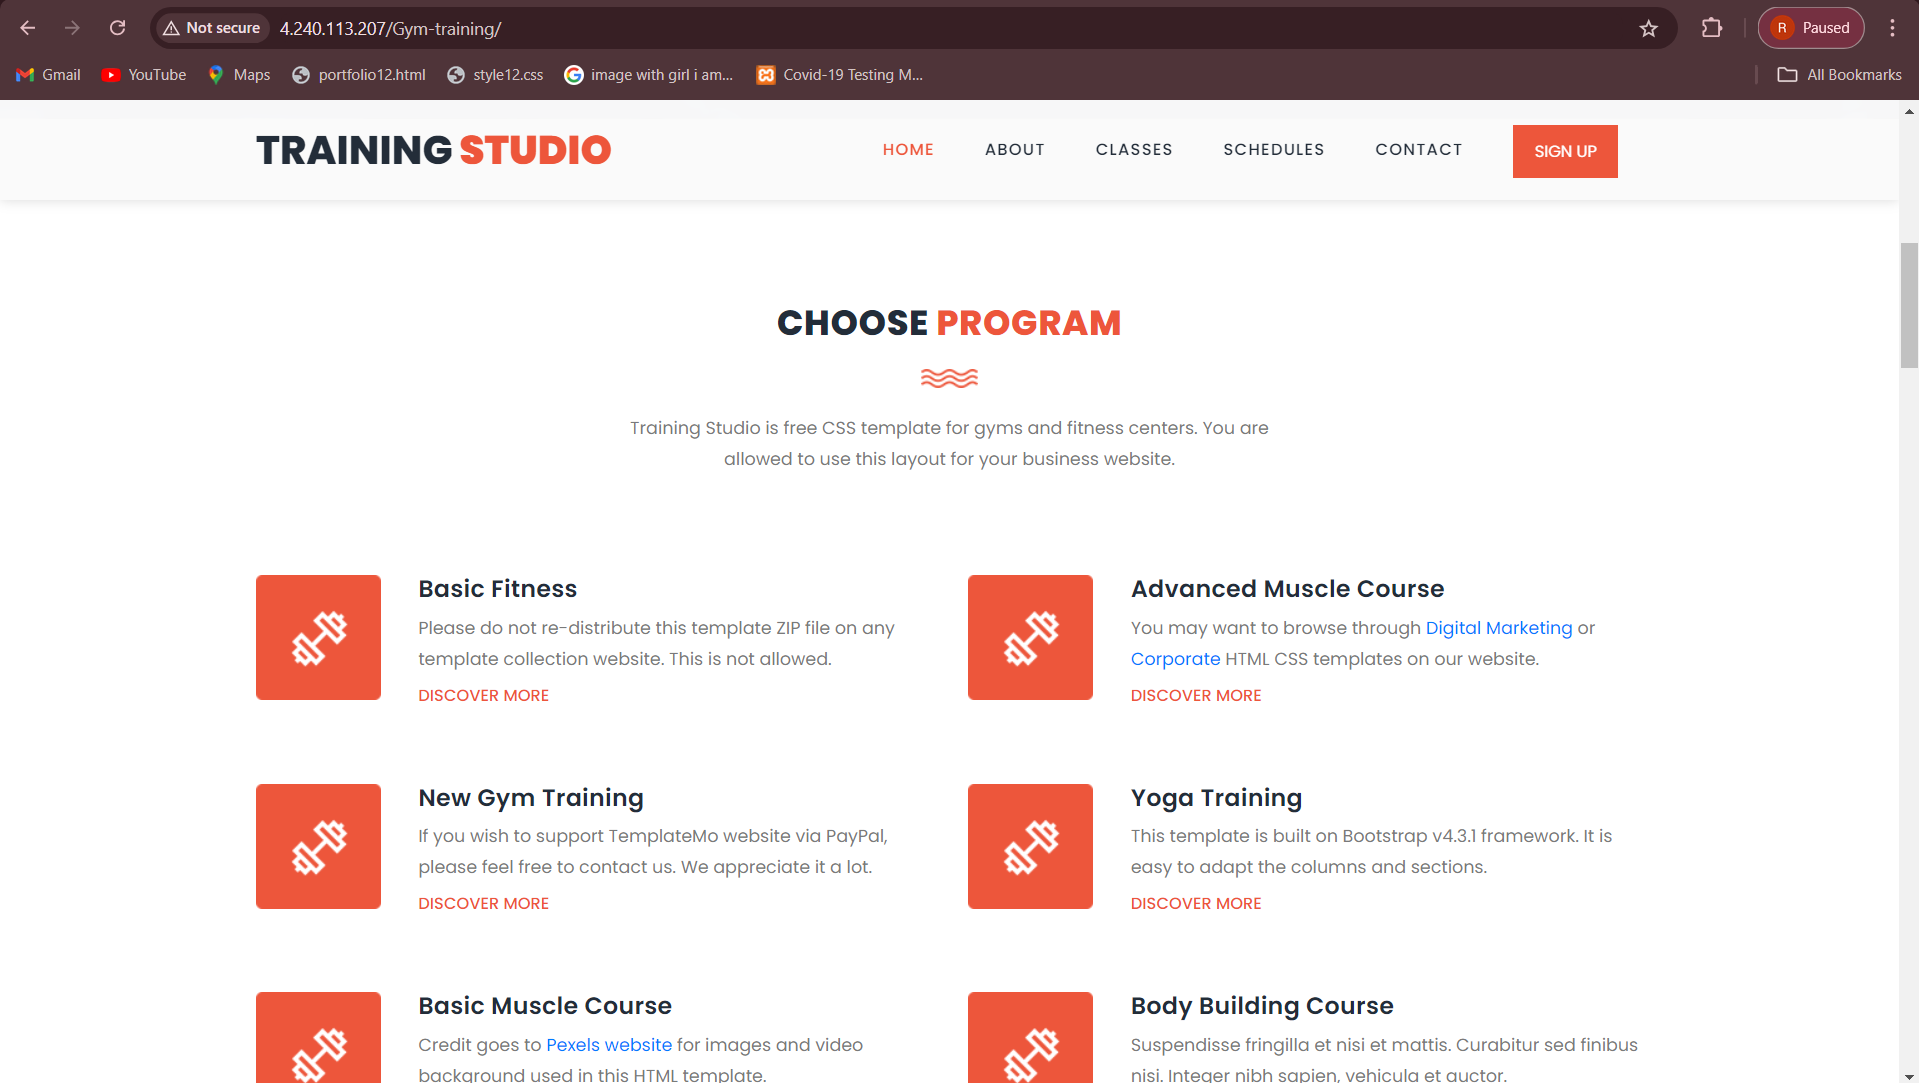 Not secure
4.240.113.207/Gym-training/
R
Paused
Gmail
YouTube
Maps
portfolio12.html
style12.css
image with girl i am...
Covid-19 Testing M...
All Bookmarks
TRAINING STUDIO
HOME
ABOUT
CLASSES
SCHEDULES
CONTACT
SIGN UP
CHOOSE PROGRAM
Training Studio is free CSS template for gyms and fitness centers. You are
allowed to use this layout for your business website.
Basic Fitness
Please do not re-distribute this template ZIP file on any
template collection website. This is not allowed.
DISCOVER MORE
Advanced Muscle Course
You may want to browse through Digital Marketing or
Corporate HTML CSS templates on our website.
DISCOVER MORE
New Gym Training
If you wish to support TemplateMo website via PayPal,
please feel free to contact us. We appreciate it a lot.
DISCOVER MORE
Yoga Training
This template is built on Bootstrap v4.3.1 framework. It is
easy to adapt the columns and sections.
DISCOVER MORE
Basic Muscle Course
Credit goes to Pexels website for images and video
background used in this HTML template.
Body Building Course
Suspendisse fringilla et nisi et mattis. Curabitur sed finibus
nisi. Integer nibh sapien, vehicula et auctor.